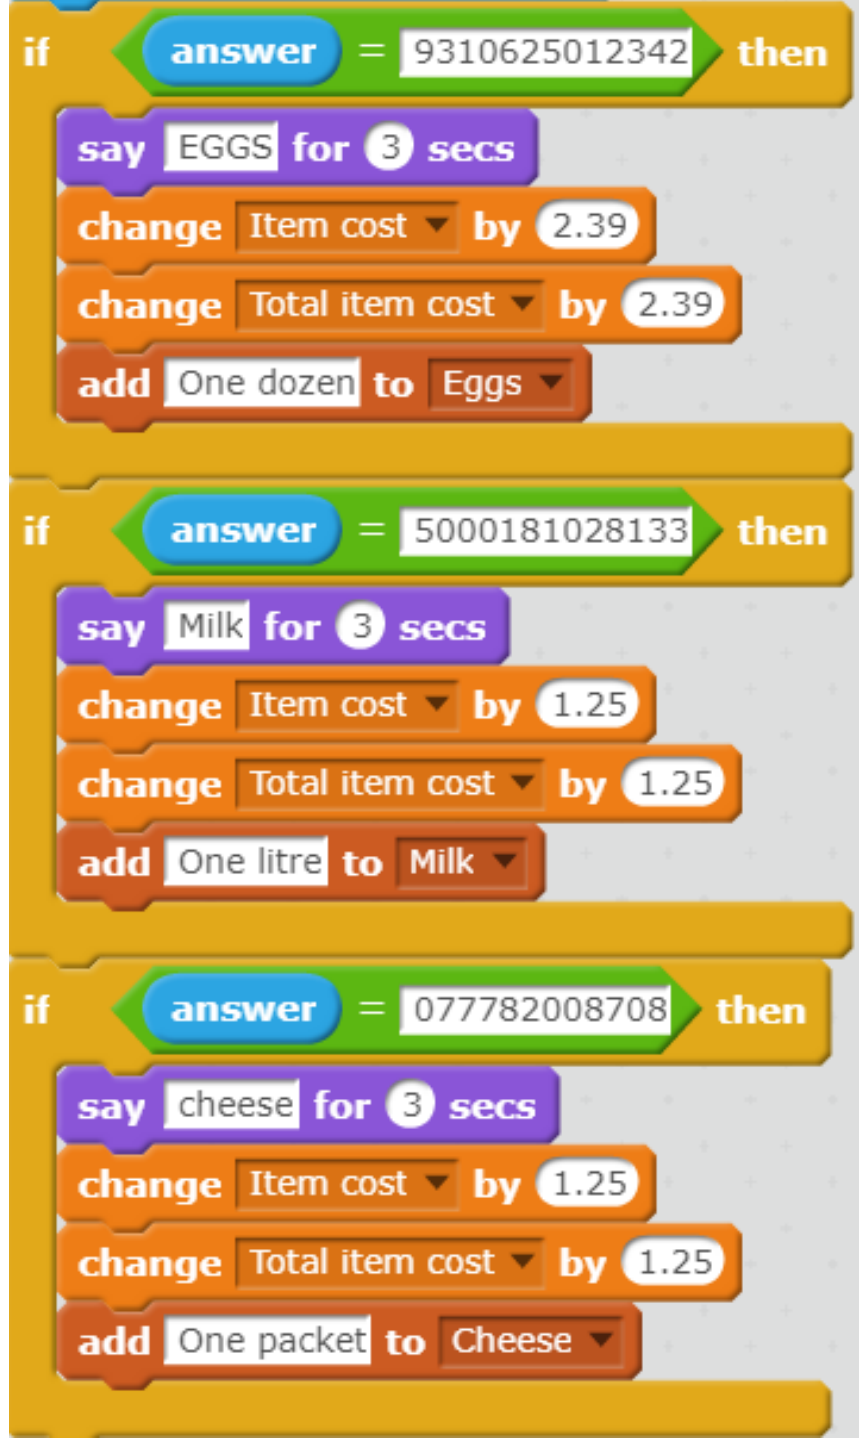 if answer = 9310625012342 then
say EGGS for 3 secs
change Item cost by 2.39
change Total item cost by 2.39
add One dozen to Eggs
if answer = 5000181028133 then
say Milk for 3 secs
change Item cost by 1.25
change Total item cost by 1.25
add One litre to Milk
if answer = 077782008708 then
say cheese for 3 secs
change Item cost by 1.25
change Total item cost by 1.25
add One packet to Cheese